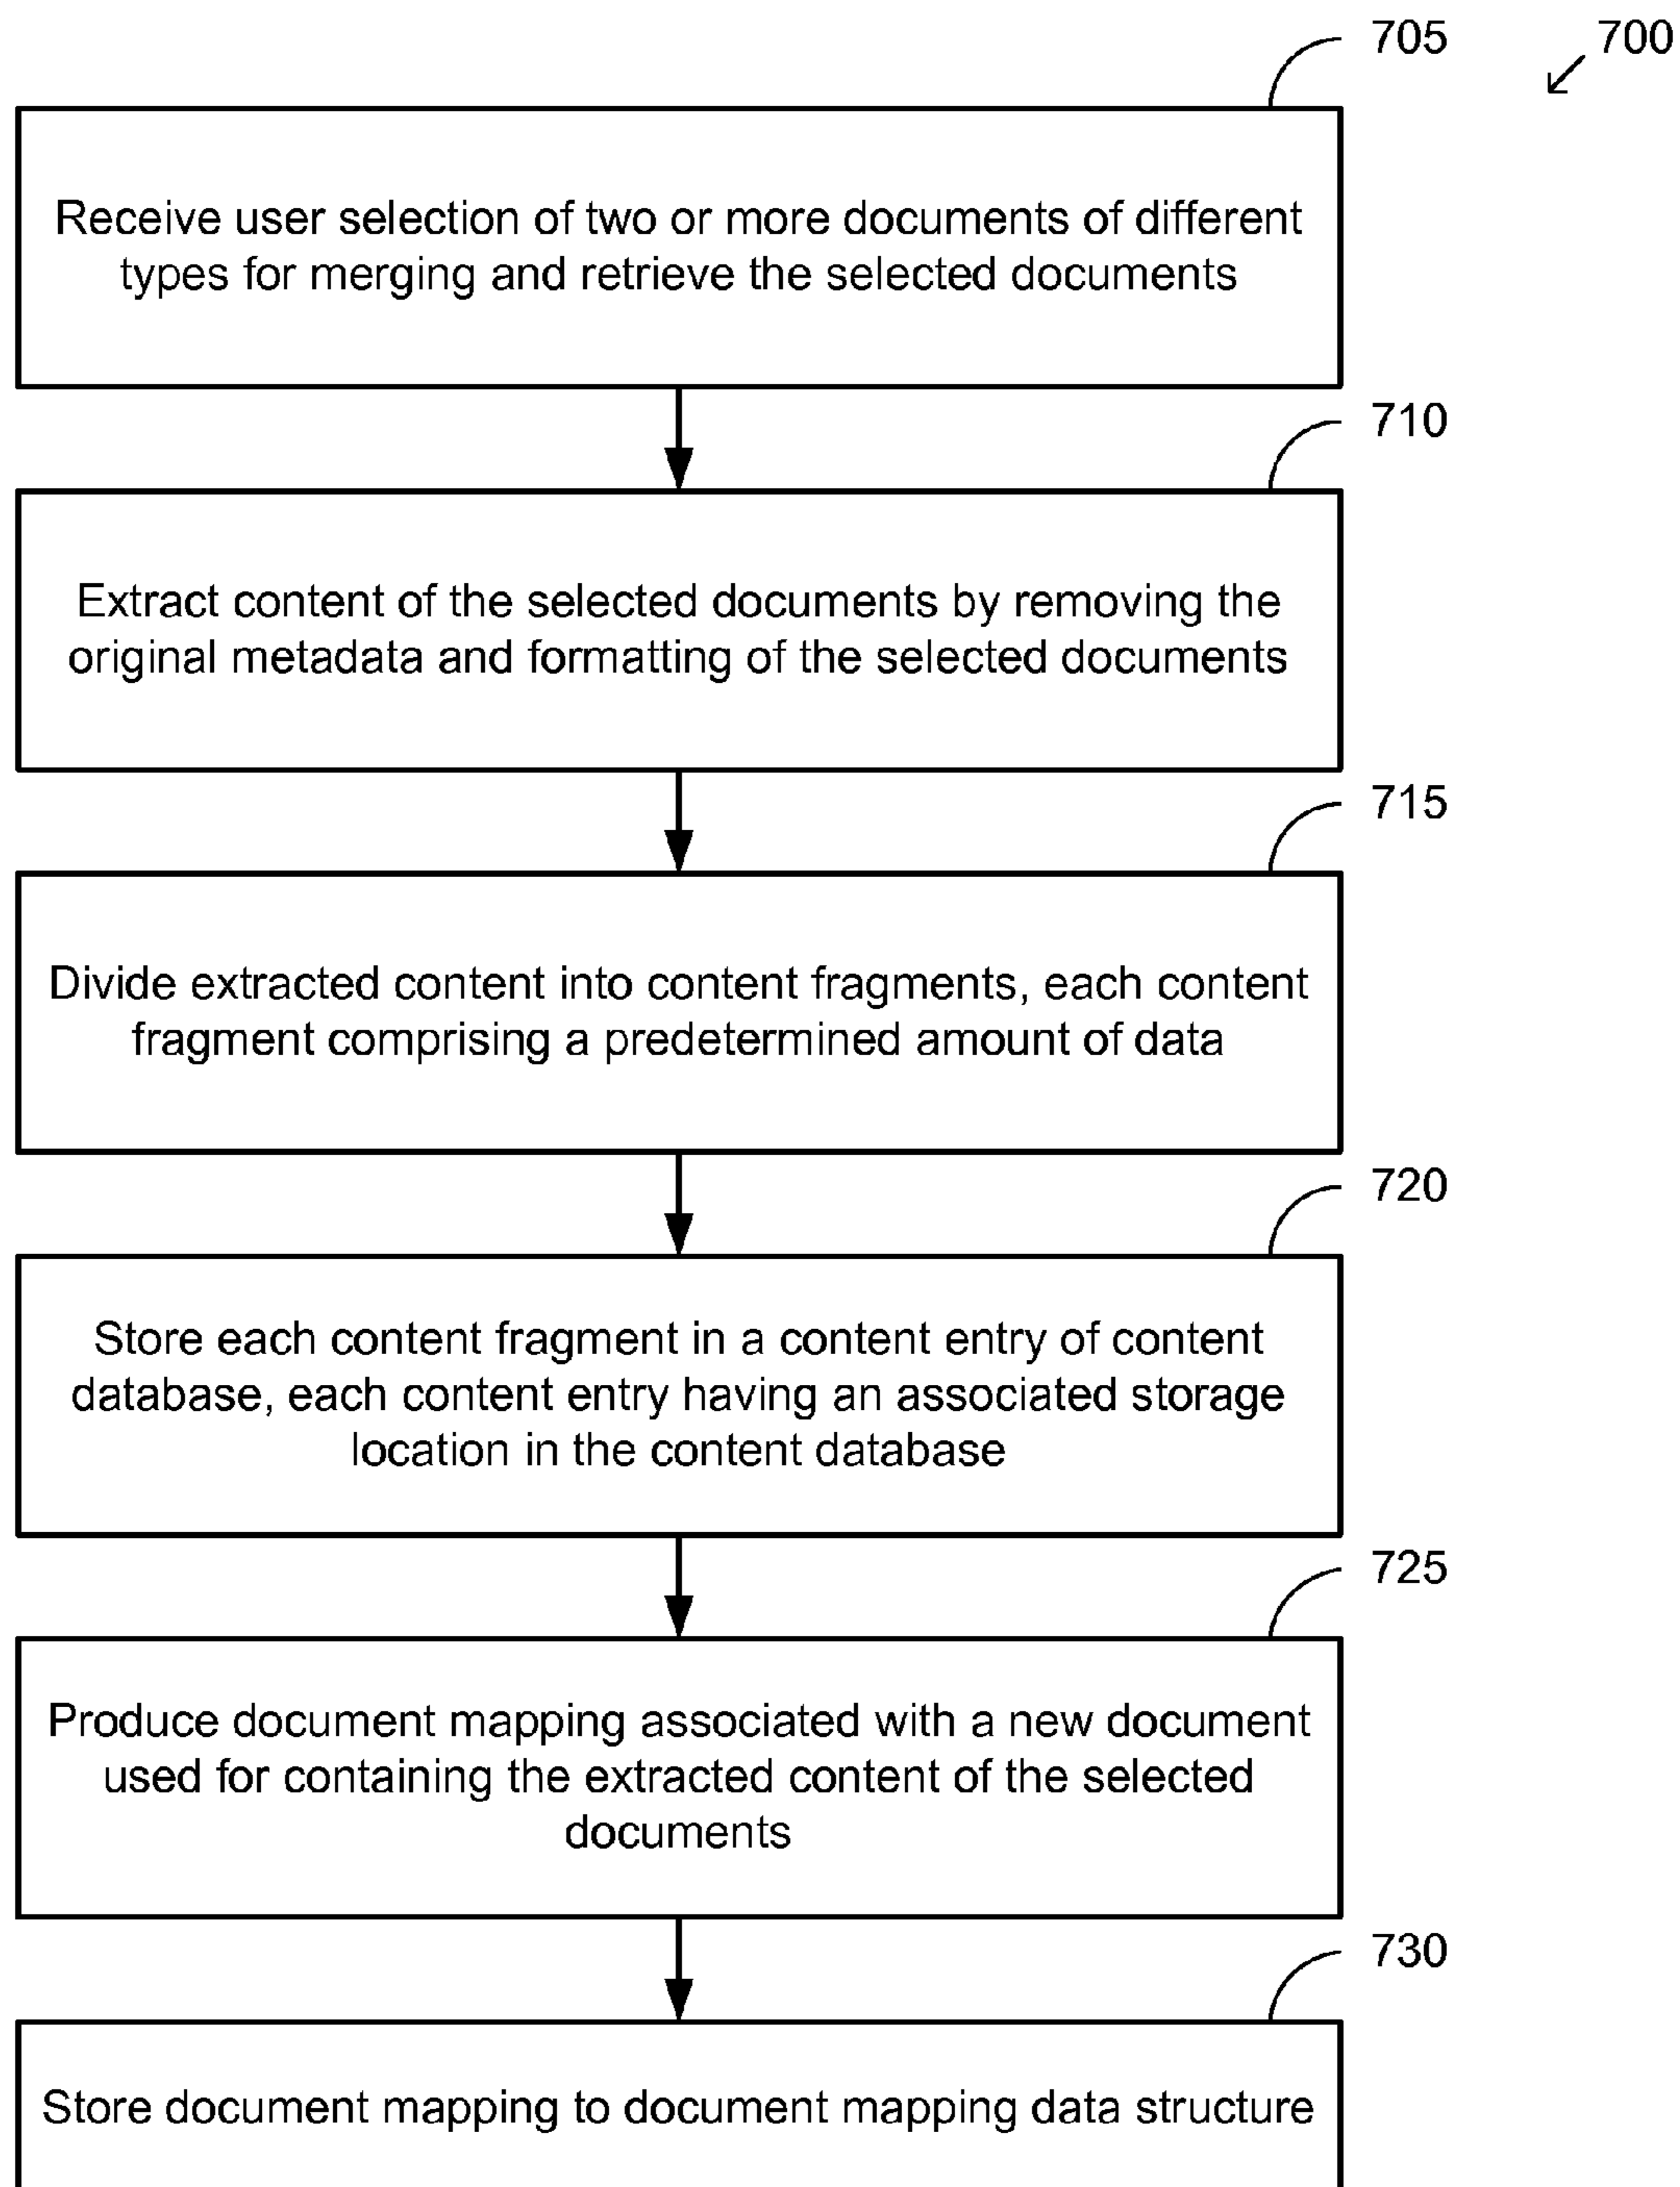 705
700
Receive user selection of two or more documents of different
types for merging and retrieve the selected documents
710
Extract content of the selected documents by removing the
original metadata and formatting of the selected documents
715
Divide extracted content into content fragments, each content
fragment comprising a predetermined amount of data
720
Store each content fragment in a content entry of content
database, each content entry having an associated storage
location in the content database
725
Produce document mapping associated with a new document
used for containing the extracted content of the selected
documents
730
Store document mapping to document mapping data structure